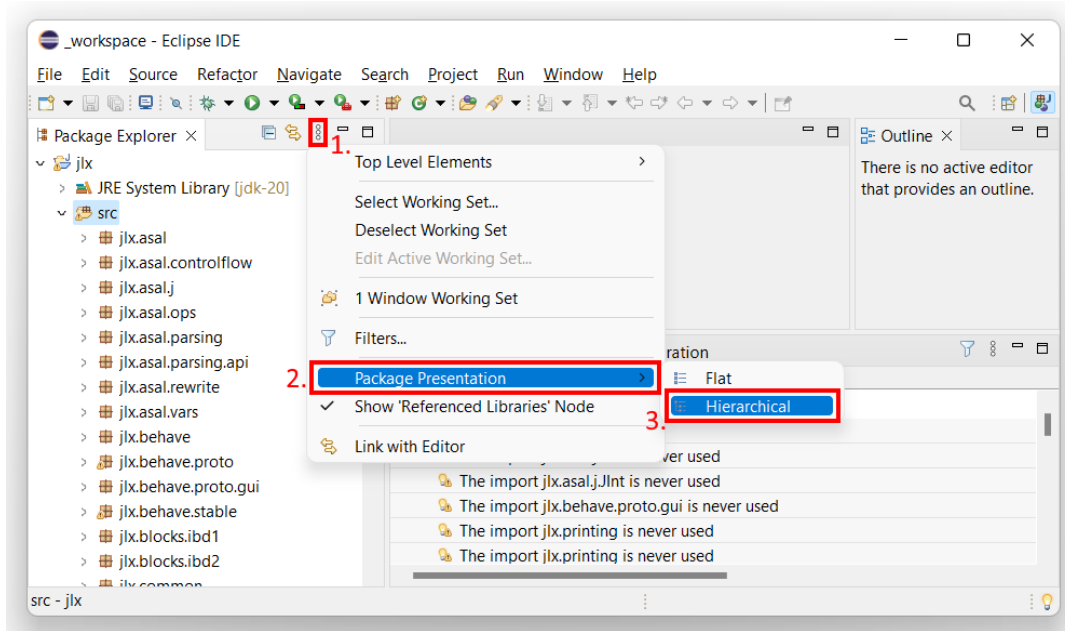 _workspace - Eclipse IDE
File Edit Source Refactor Navigate Search Project Run Window Help
Package Explorer
1.
Outline
jlx
JRE System Library [jdk-20]
src
jlx.asal
jlx.asal.controlflow
jlx.asal.j
jlx.asal.ops
jlx.asal.parsing
jlx.asal.parsing.api
jlx.asal.rewrite
jlx.asal.vars
jlx.behave
jlx.behave.proto
jlx.behave.proto.gui
jlx.behave.stable
jlx.blocks.ibd1
jlx.blocks.ibd2
jlx.common
Top Level Elements
Select Working Set...
Deselect Working Set
Edit Active Working Set...
1 Window Working Set
Filters...
2. Package Presentation
Show 'Referenced Libraries' Node
Link with Editor
Flat
3. Hierarchical
There is no active editor
that provides an outline.
ration
ver used
The import jlx.asal.j.JInt is never used
The import jlx.behave.proto.gui is never used
The import jlx.printing is never used
The import jlx.printing is never used
src - jlx